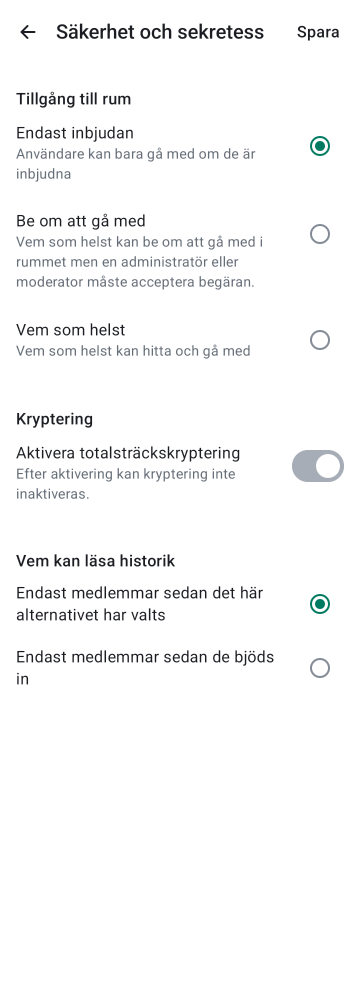 Säkerhet och sekretess
Spara
Tillgång till rum
Endast inbjudan
Användare kan bara gå med om de är
inbjudna
Be om att gå med
Vem som helst kan be om att gå med i
rummet men en administratör eller
moderator måste acceptera begäran.
Vem som helst
Vem som helst kan hitta och gå med
Kryptering
Aktivera totalsträckskryptering
Efter aktivering kan kryptering inte
inaktiveras.
Vem kan läsa historik
Endast medlemmar sedan det här
alternativet har valts
Endast medlemmar sedan de bjöds
in